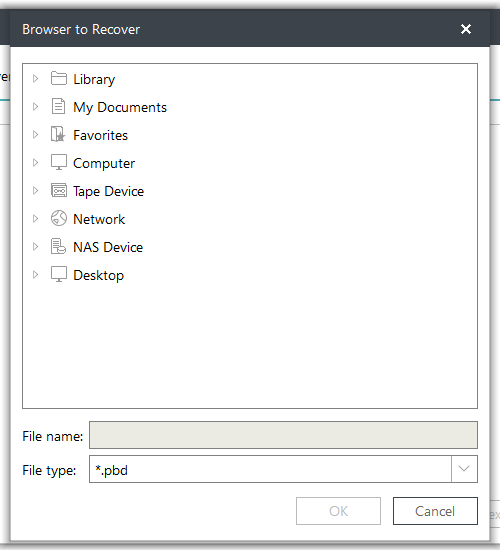 Browser to Recover
Library
My Documents
Favorites
Computer
Tape Device
Network
NAS Device
Desktop
File name:
File type: *.pbd
OK Cancel